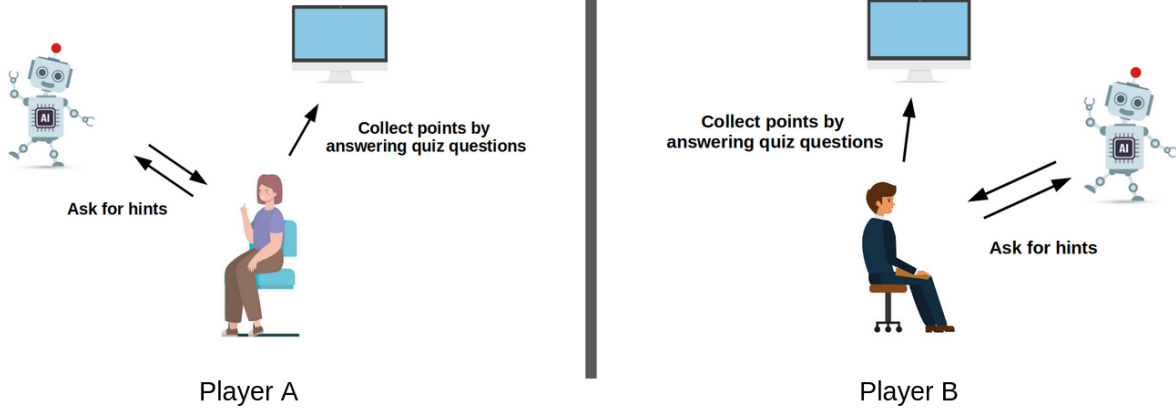 AI
Ask for hints
Collect points by
answering quiz questions
Player A
Collect points by
answering quiz questions
AI
Ask for hints
Player B